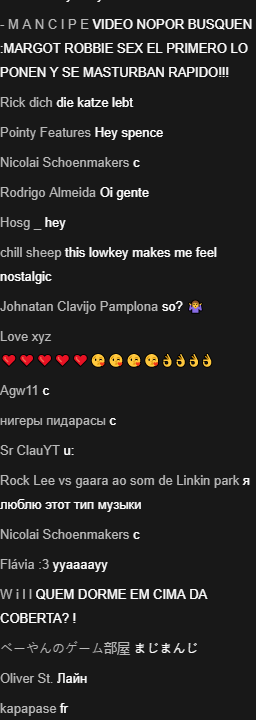 - M A N C I P E VIDEO NOPOR BUSQUEN
:MARGOT ROBBIE SEX EL PRIMERO LO
PONEN Y SE MASTURBAN RAPIDO!!!
Rick dich die katze lebt
Pointy Features Hey spence
Nicolai Schoenmakers c
Rodrigo Almeida Oi gente
Hosg _ hey
chill sheep this lowkey makes me feel
nostalgic
Johnatan Clavijo Pamplona so? 🤷‍♀️
Love xyz
❤️❤️❤️❤️❤️😘😘😘😘👌👌👌👌
Agw11 c
нигеры пидарасы c
Sr ClauYT u:
Rock Lee vs gaara ao som de Linkin park я
люблю этот тип музыки
Nicolai Schoenmakers c
Flávia :3 yyaaaayy
W i l l QUEM DORME EM CIMA DA
COBERTA? !
べーやんのゲーム部屋 まじまんじ
Oliver St. Лайн
kapapase fr